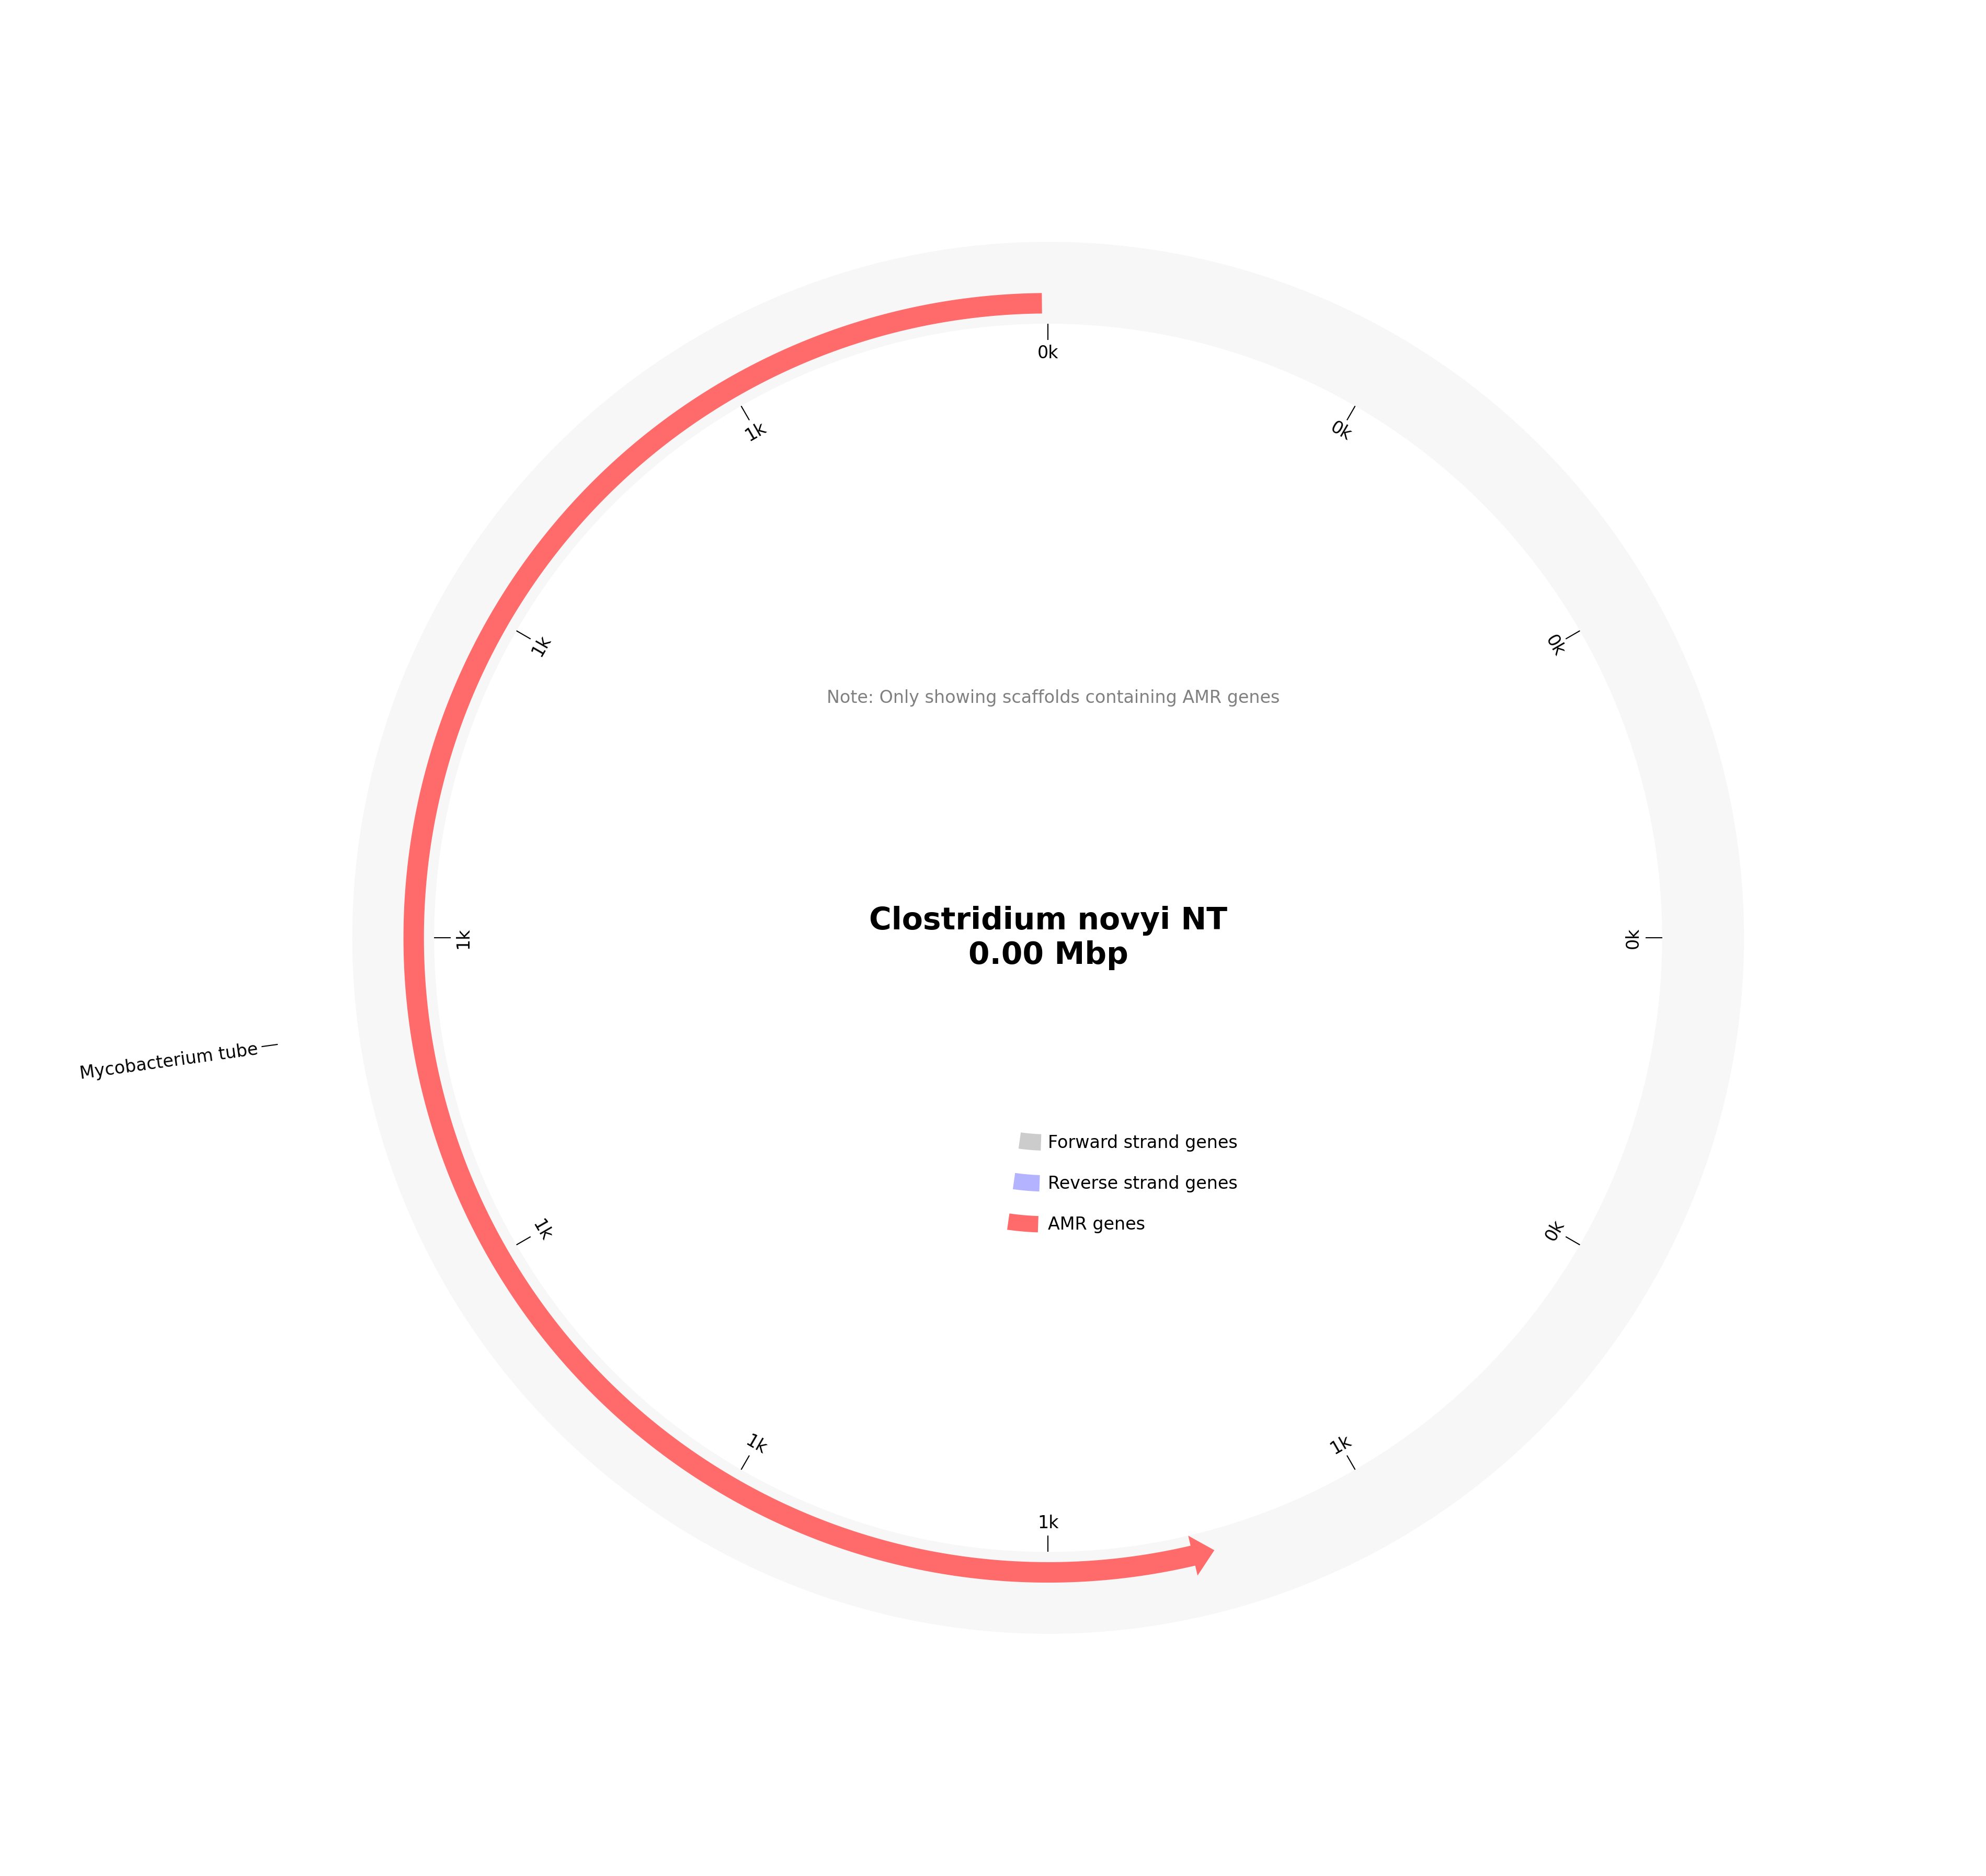 0k
0k
0k
0k
0k
1k
1k
1k
1k
1k
1k
1k
Note: Only showing scaffolds containing AMR genes
Clostridium novyi NT
0.00 Mbp
Mycobacterium tube
Forward strand genes
Reverse strand genes
AMR genes